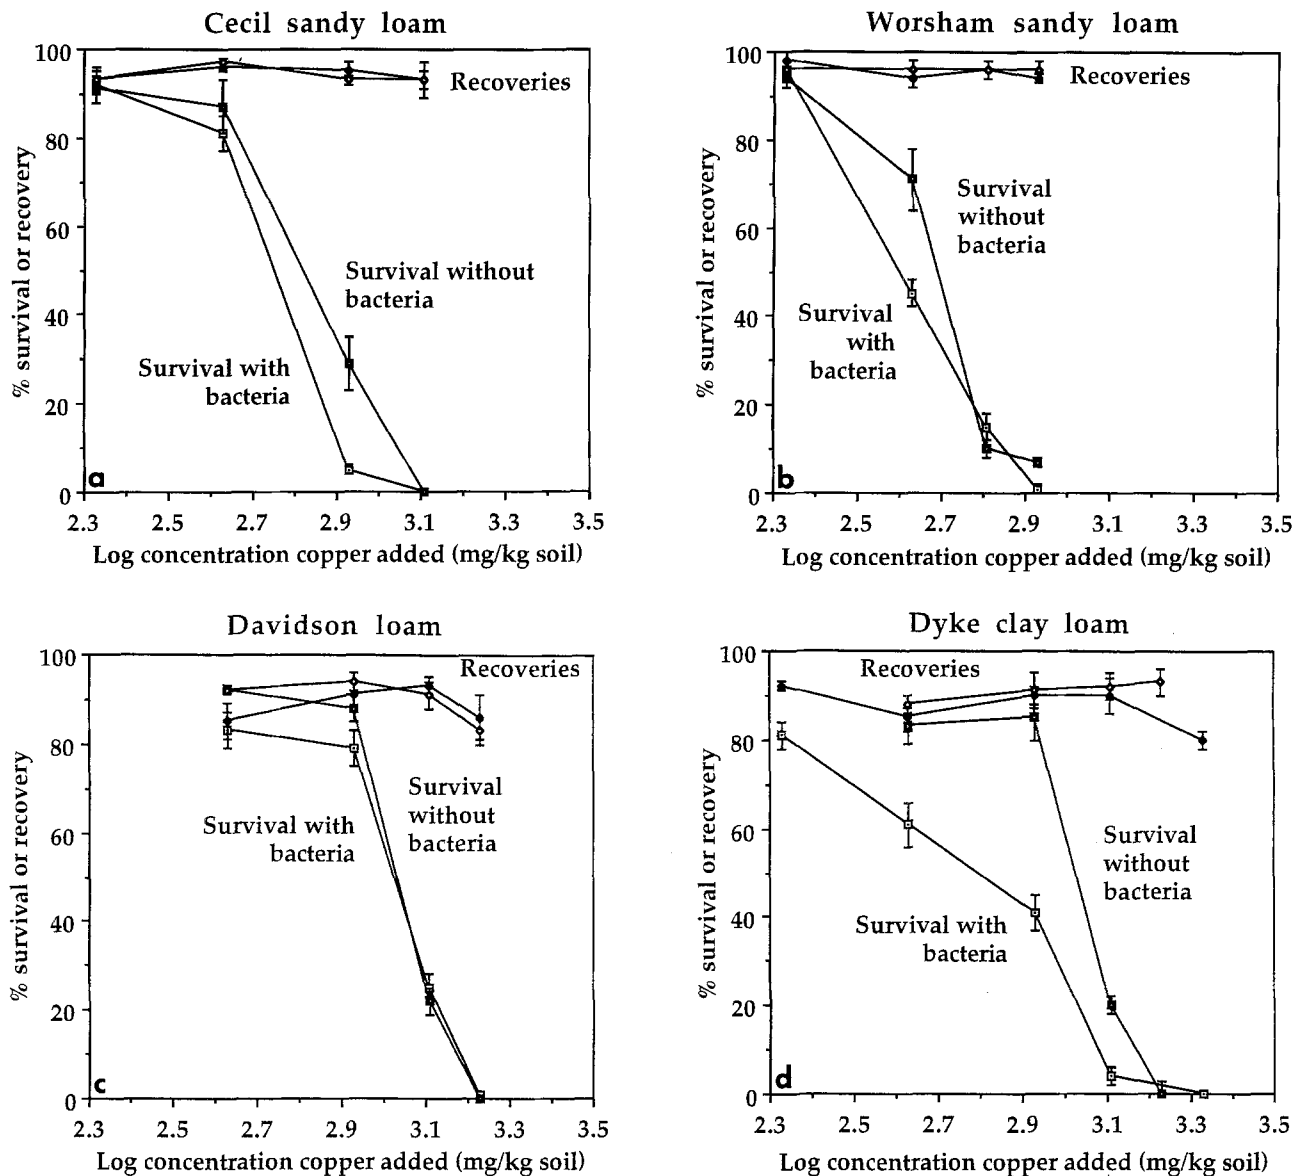 Cecil sandy loam
100
80
60
40
20
0
% survival or recovery
Recoveries
Survival without
bacteria
Survival with
bacteria
a
2.3 2.5 2.7 2.9 3.1 3.3 3.5
Log concentration copper added (mg/kg soil)
Worsham sandy loam
100
80
60
40
20
0
% survival or recovery
Recoveries
Survival
without
bacteria
Survival
with
bacteria
b
2.3 2.5 2.7 2.9 3.1 3.3 3.5
Log concentration copper added (mg/kg soil)
Davidson loam
100
80
60
40
20
0
% survival or recovery
Recoveries
Survival
without
bacteria
Survival with
bacteria
c
2.3 2.5 2.7 2.9 3.1 3.3 3.5
Log concentration copper added (mg/kg soil)
Dyke clay loam
100
80
60
40
20
0
% survival or recovery
Recoveries
Survival
without
bacteria
Survival with
bacteria
d
2.3 2.5 2.7 2.9 3.1 3.3 3.5
Log concentration copper added (mg/kg soil)